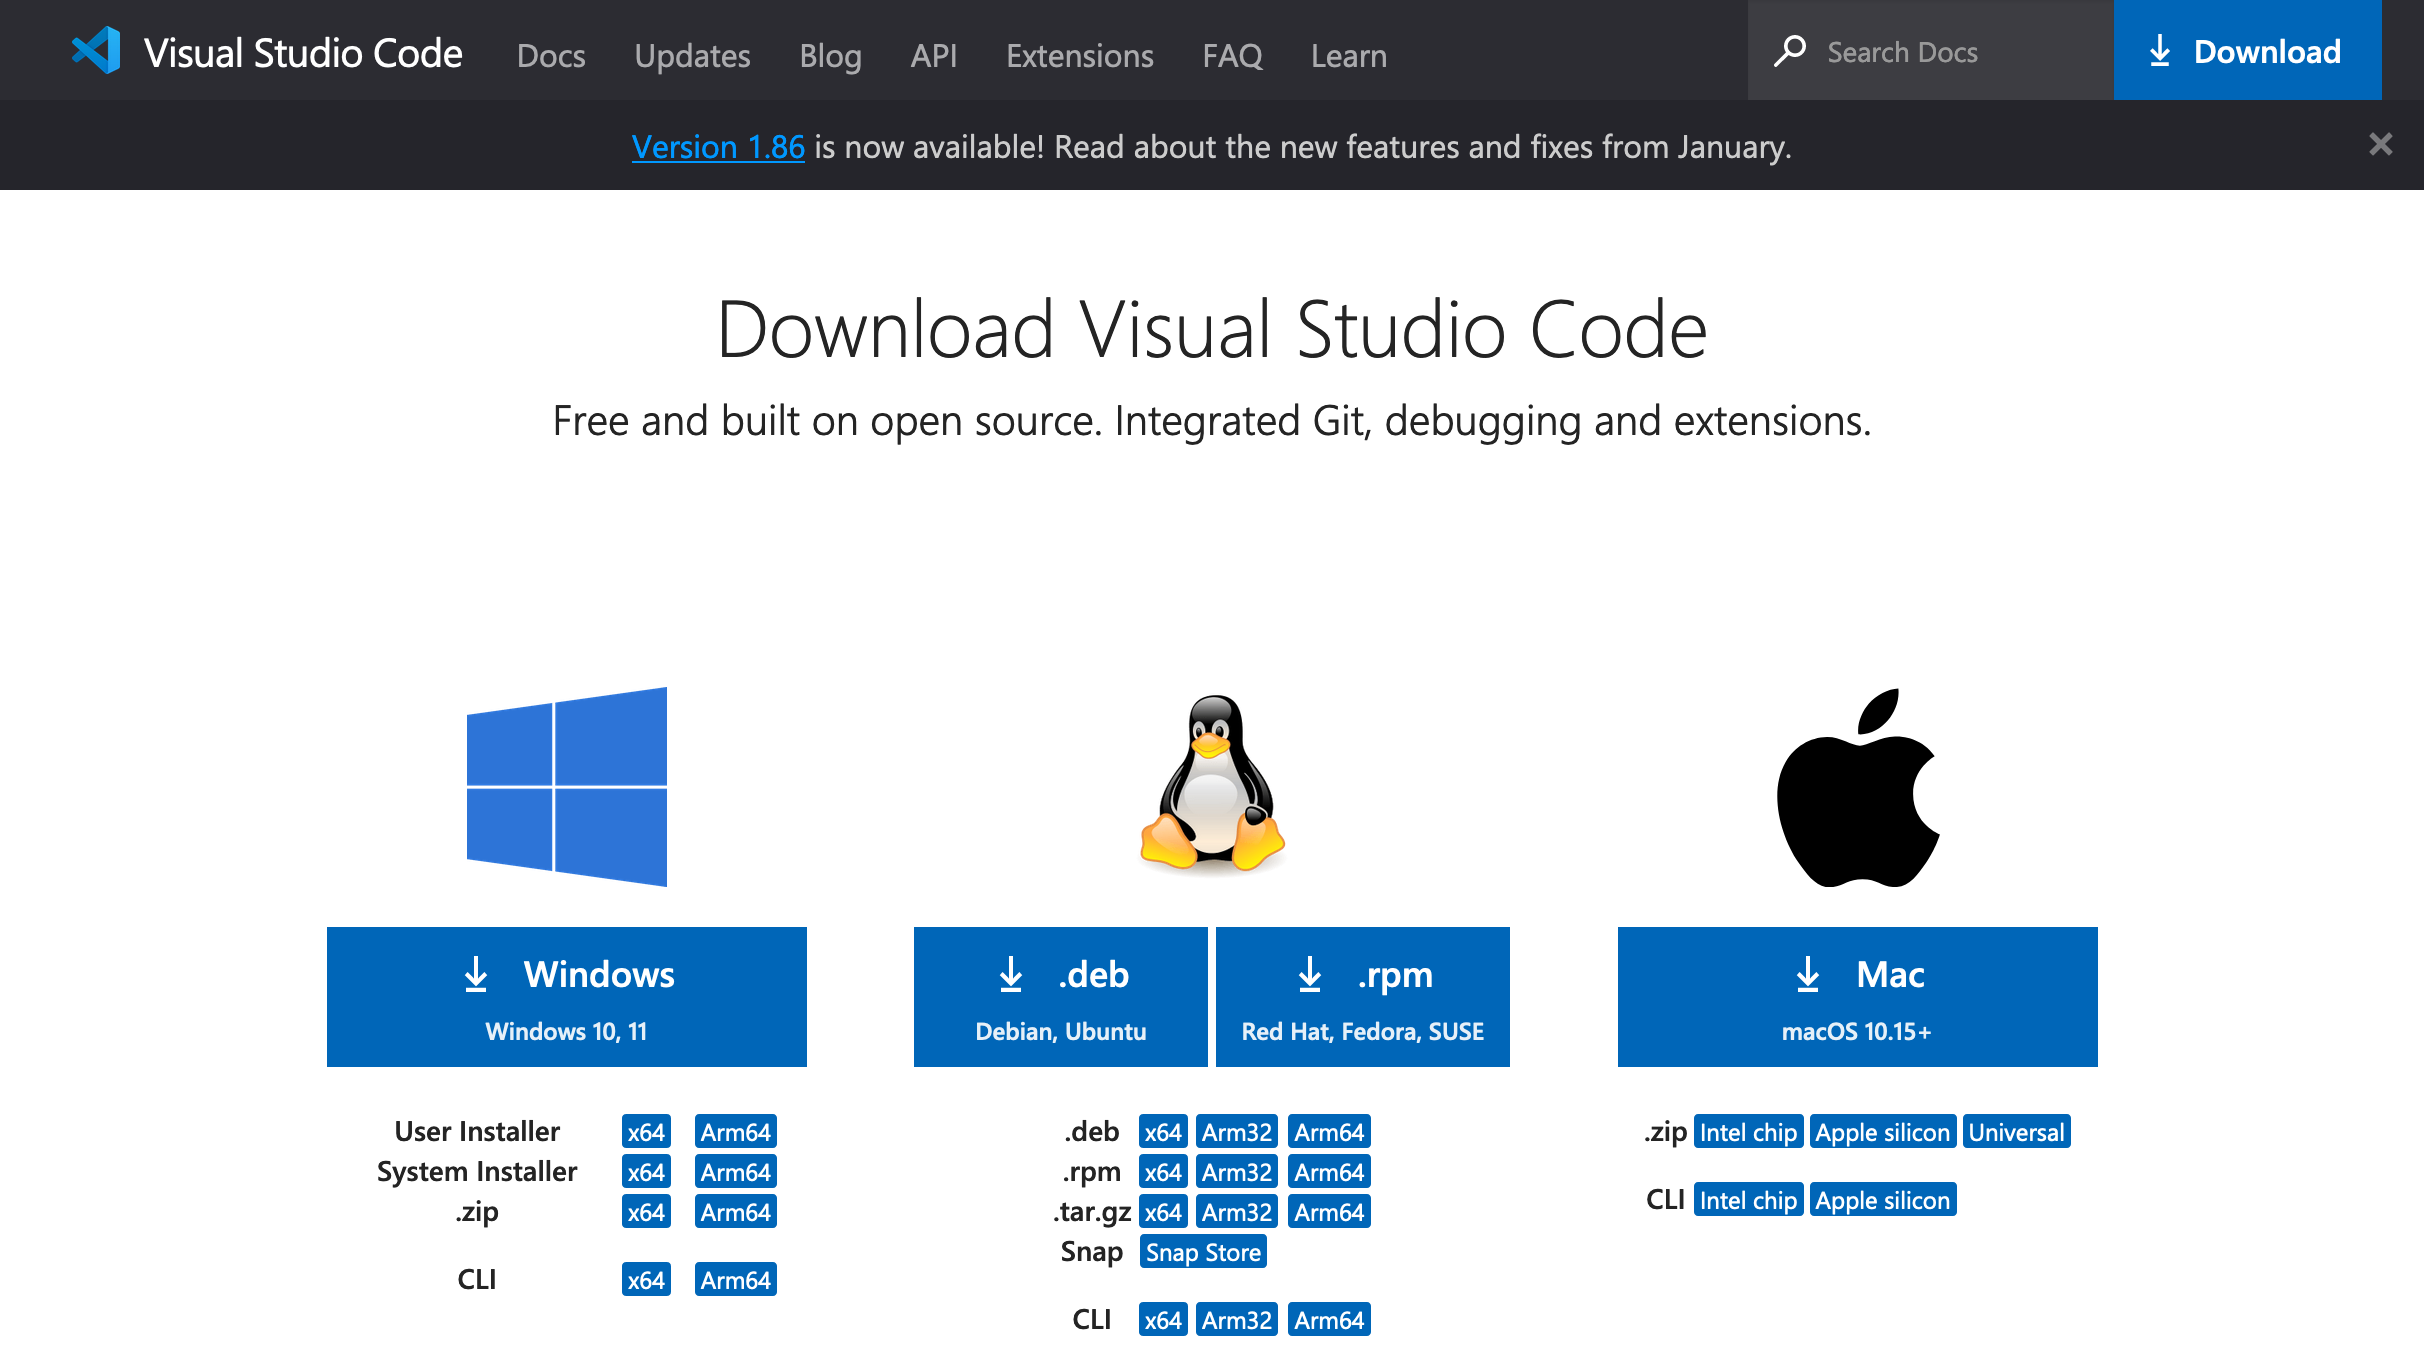 Visual Studio Code Docs Updates Blog API Extensions FAQ Learn Search Docs Download
Version 1.86 is now available! Read about the new features and fixes from January.
Download Visual Studio Code
Free and built on open source. Integrated Git, debugging and extensions.
Windows
Windows 10, 11
User Installer x64 Arm64
System Installer x64 Arm64
.zip x64 Arm64
CLI x64 Arm64
.deb
Debian, Ubuntu
.rpm
Red Hat, Fedora, SUSE
.deb x64 Arm32 Arm64
.rpm x64 Arm32 Arm64
.tar.gz x64 Arm32 Arm64
Snap Snap Store
CLI x64 Arm32 Arm64
Mac
macOS 10.15+
.zip Intel chip Apple silicon Universal
CLI Intel chip Apple silicon